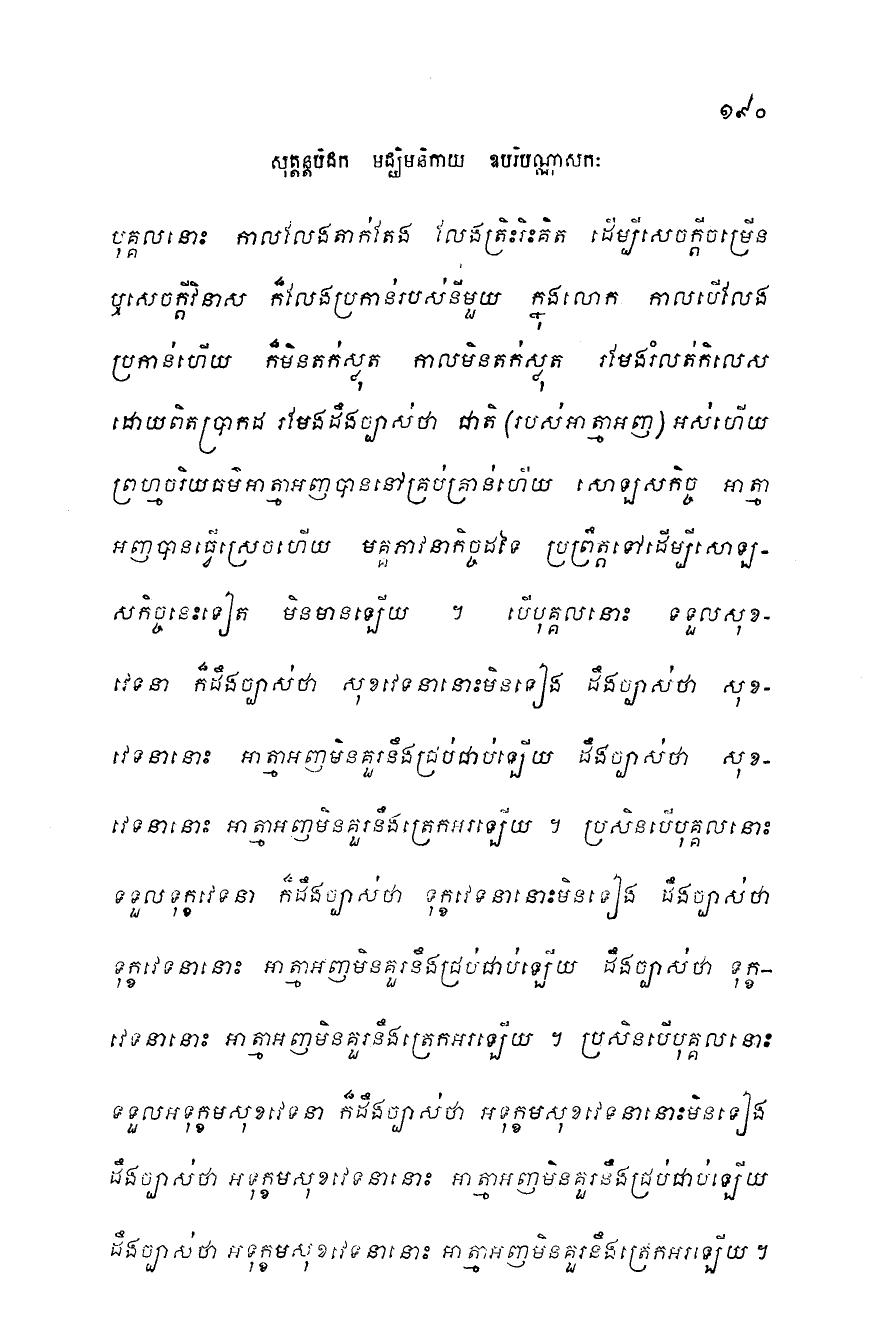 ១៩០
សុត្តន្តបិដក មជ្ឈិមនិកាយ ឧបរិបណ្ណាសកៈ
បុគ្គលនោះ កាលលែងតាក់តែង លែងត្រិះរិះគិត ដើម្បីសេចក្តីចម្រើន
ឬសេចក្តីវិនាស ក៏លែងប្រកាន់របស់នីមួយ ក្នុងលោក កាលបើលែង
ប្រកាន់ហើយ ក៏មិនតក់ស្លុត កាលមិនតក់ស្លុត រមែងរំលត់កិលេស
ដោយពិតប្រាកដ រមែងដឹងច្បាស់ថា ជាតិ (របស់អាត្មាអញ) អស់ហើយ
ព្រហ្មចរិយធម៌អាត្មាអញបាននៅគ្រប់គ្រាន់ហើយ សោឡសកិច្ច អាត្មា
អញបានធ្វើស្រេចហើយ មគ្គភាវនាកិច្ចដទៃ ប្រព្រឹត្តទៅដើម្បីសោឡ-
សកិច្ចនេះទៀត មិនមានឡើយ ។ បើបុគ្គលនោះ ទទួលសុខ-
វេទនា ក៏ដឹងច្បាស់ថា សុខវេទនានោះមិនទៀង ដឹងច្បាស់ថា សុខ-
វេទនានោះ អាត្មាអញមិនគួរនឹងជ្រប់ជាប់ឡើយ ដឹងច្បាស់ថា សុខ-
វេទនានោះ អាត្មាអញមិនគួរនឹងត្រេកអរឡើយ ។ ប្រសិនបើបុគ្គលនោះ
ទទួលទុក្ខវេទនា ក៏ដឹងច្បាស់ថា ទុក្ខវេទនានោះមិនទៀង ដឹងច្បាស់ថា
ទុក្ខវេទនានោះ អាត្មាអញមិនគួរនឹងជ្រប់ជាប់ឡើយ ដឹងច្បាស់ថា ទុក្ខ-
វេទនានោះ អាត្មាអញមិនគួរនឹងត្រេកអរឡើយ ។ ប្រសិនបើបុគ្គលនោះ
ទទួលអទុក្ខមសុខវេទនា ក៏ដឹងច្បាស់ថា អទុក្ខមសុខវេទនានោះមិនទៀង
ដឹងច្បាស់ថា អទុក្ខមសុខវេទនានោះ អាត្មាអញមិនគួរនឹងជ្រប់ជាប់ឡើយ
ដឹងច្បាស់ថា អទុក្ខមសុខវេទនានោះ អាត្មាអញមិនគួរនឹងត្រេកអរឡើយ ។